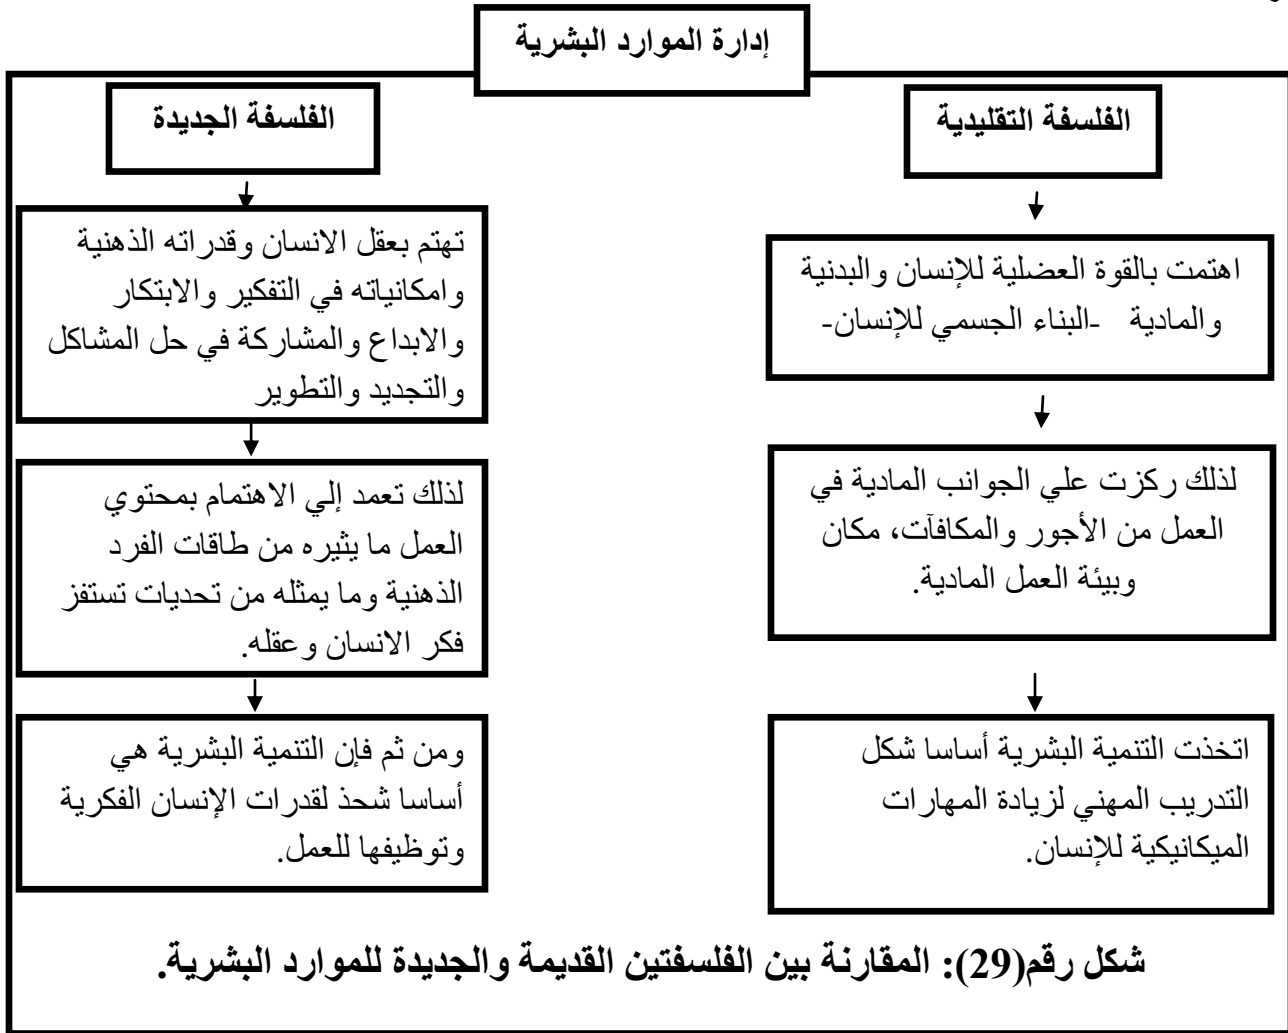 إدارة الموارد البشرية
الفلسفة التقليدية
اهتمت بالقوة العضلية للإنسان والبدنية
والمادية -البناء الجسمي للإنسان-
لذلك ركزت علي الجوانب المادية في
العمل من الأجور والمكافآت، مكان
وبيئة العمل المادية.
اتخذت التنمية البشرية أساسا شكل
التدريب المهني لزيادة المهارات
الميكانيكية للإنسان.
الفلسفة الجديدة
تهتم بعقل الانسان وقدراته الذهنية
وامكانياته في التفكير والابتكار
والابداع والمشاركة في حل المشاكل
والتجديد والتطوير
لذلك تعمد إلي الاهتمام بمحتوي
العمل ما يثيره من طاقات الفرد
الذهنية وما يمثله من تحديات تستفز
فكر الانسان وعقله.
ومن ثم فإن التنمية البشرية هي
أساسا شحذ لقدرات الإنسان الفكرية
وتوظيفها للعمل.
شكل رقم(29): المقارنة بين الفلسفتين القديمة والجديدة للموارد البشرية.